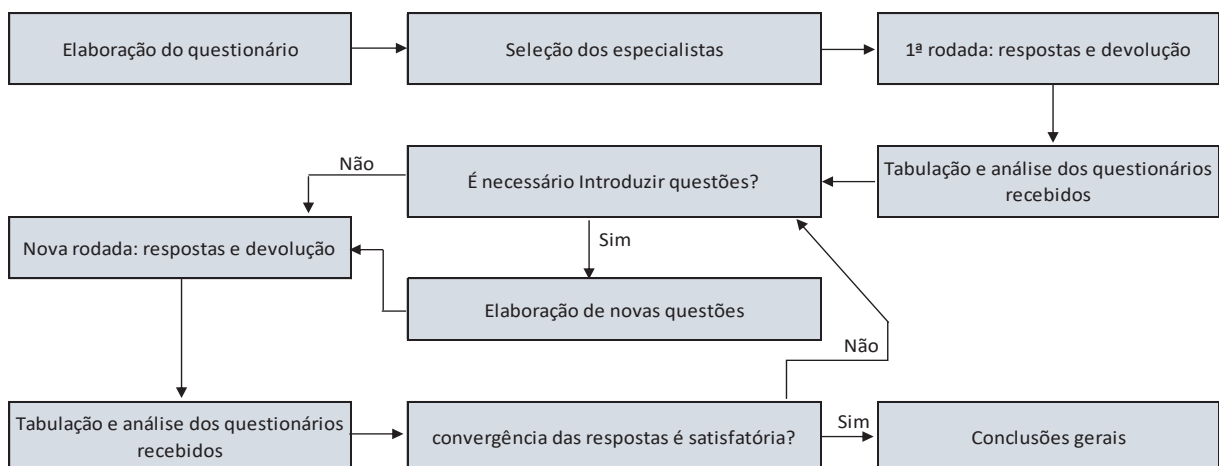 Elaboração do questionário
Seleção dos especialistas
1ª rodada: respostas e devolução
Não
É necessário Introduzir questões?
Tabulação e análise dos questionários
recebidos
Nova rodada: respostas e devolução
Sim
Elaboração de novas questões
Não
Tabulação e análise dos questionários
recebidos
convergência das respostas é satisfatória?
Sim
Conclusões gerais